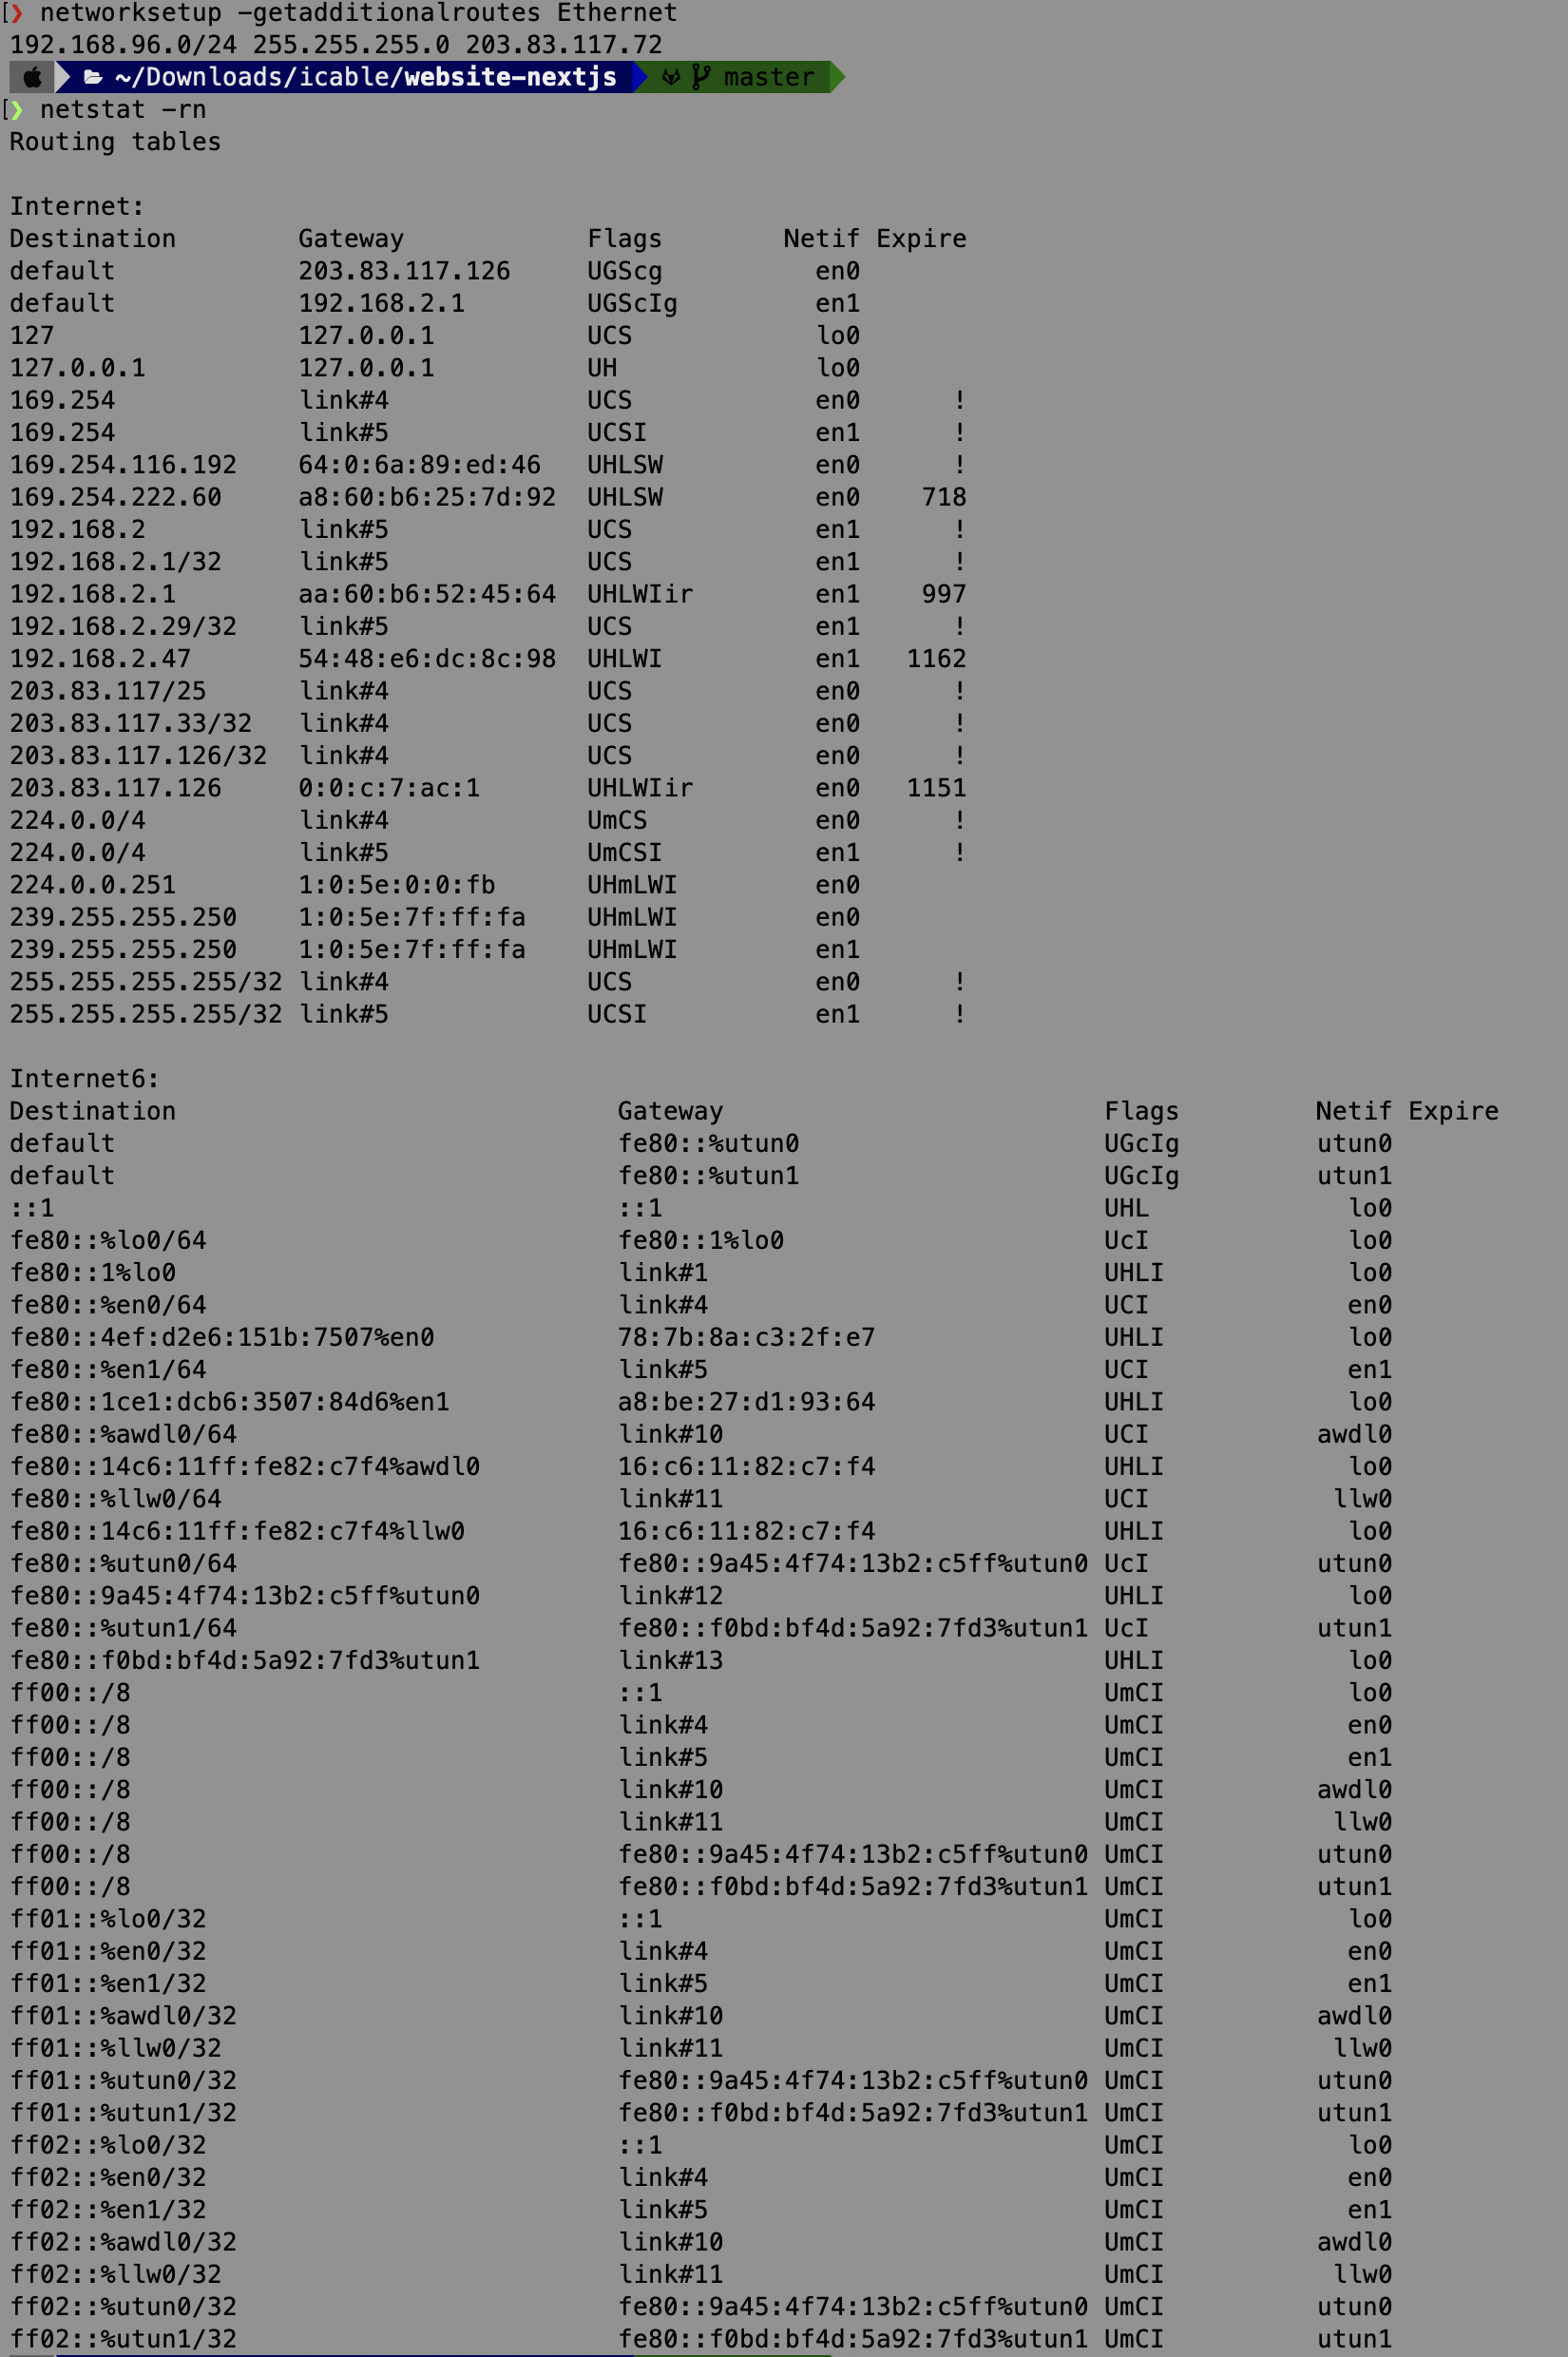 [❯ networksetup -getadditionalroutes Ethernet
192.168.96.0/24 255.255.255.0 203.83.117.72
~/Downloads/icable/website-nextjs master
[❯ netstat -rn
Routing tables

Internet:
Destination Gateway Flags Netif Expire
default 203.83.117.126 UGScg en0
default 192.168.2.1 UGScIg en1
127 127.0.0.1 UCS lo0
127.0.0.1 127.0.0.1 UH lo0
169.254 link#4 UCS en0 !
169.254 link#5 UCSI en1 !
169.254.116.192 64:0:6a:89:ed:46 UHLSW en0 !
169.254.222.60 a8:60:b6:25:7d:92 UHLSW en0 718
192.168.2 link#5 UCS en1 !
192.168.2.1/32 link#5 UCS en1 !
192.168.2.1 aa:60:b6:52:45:64 UHLWIir en1 997
192.168.2.29/32 link#5 UCS en1 !
192.168.2.47 54:48:e6:dc:8c:98 UHLWI en1 1162
203.83.117/25 link#4 UCS en0 !
203.83.117.33/32 link#4 UCS en0 !
203.83.117.126/32 link#4 UCS en0 !
203.83.117.126 0:0:c:7:ac:1 UHLWIir en0 1151
224.0.0/4 link#4 UmCS en0 !
224.0.0/4 link#5 UmCSI en1 !
224.0.0.251 1:0:5e:0:0:fb UHmLWI en0
239.255.255.250 1:0:5e:7f:ff:fa UHmLWI en0
239.255.255.250 1:0:5e:7f:ff:fa UHmLWI en1
255.255.255.255/32 link#4 UCS en0 !
255.255.255.255/32 link#5 UCSI en1 !

Internet6:
Destination Gateway Flags Netif Expire
default fe80::%utun0 UGcIg utun0
default fe80::%utun1 UGcIg utun1
::1 ::1 UHL lo0
fe80::%lo0/64 fe80::1%lo0 UcI lo0
fe80::1%lo0 link#1 UHLI lo0
fe80::%en0/64 link#4 UCI en0
fe80::4ef:d2e6:151b:7507%en0 78:7b:8a:c3:2f:e7 UHLI lo0
fe80::%en1/64 link#5 UCI en1
fe80::1ce1:dcb6:3507:84d6%en1 a8:be:27:d1:93:64 UHLI lo0
fe80::%awdl0/64 link#10 UCI awdl0
fe80::14c6:11ff:fe82:c7f4%awdl0 16:c6:11:82:c7:f4 UHLI lo0
fe80::%llw0/64 link#11 UCI llw0
fe80::14c6:11ff:fe82:c7f4%llw0 16:c6:11:82:c7:f4 UHLI lo0
fe80::%utun0/64 fe80::9a45:4f74:13b2:c5ff%utun0 UcI utun0
fe80::9a45:4f74:13b2:c5ff%utun0 link#12 UHLI lo0
fe80::%utun1/64 fe80::f0bd:bf4d:5a92:7fd3%utun1 UcI utun1
fe80::f0bd:bf4d:5a92:7fd3%utun1 link#13 UHLI lo0
ff00::/8 ::1 UmCI lo0
ff00::/8 link#4 UmCI en0
ff00::/8 link#5 UmCI en1
ff00::/8 link#10 UmCI awdl0
ff00::/8 link#11 UmCI llw0
ff00::/8 fe80::9a45:4f74:13b2:c5ff%utun0 UmCI utun0
ff00::/8 fe80::f0bd:bf4d:5a92:7fd3%utun1 UmCI utun1
ff01::%lo0/32 ::1 UmCI lo0
ff01::%en0/32 link#4 UmCI en0
ff01::%en1/32 link#5 UmCI en1
ff01::%awdl0/32 link#10 UmCI awdl0
ff01::%llw0/32 link#11 UmCI llw0
ff01::%utun0/32 fe80::9a45:4f74:13b2:c5ff%utun0 UmCI utun0
ff01::%utun1/32 fe80::f0bd:bf4d:5a92:7fd3%utun1 UmCI utun1
ff02::%lo0/32 ::1 UmCI lo0
ff02::%en0/32 link#4 UmCI en0
ff02::%en1/32 link#5 UmCI en1
ff02::%awdl0/32 link#10 UmCI awdl0
ff02::%llw0/32 link#11 UmCI llw0
ff02::%utun0/32 fe80::9a45:4f74:13b2:c5ff%utun0 UmCI utun0
ff02::%utun1/32 fe80::f0bd:bf4d:5a92:7fd3%utun1 UmCI utun1